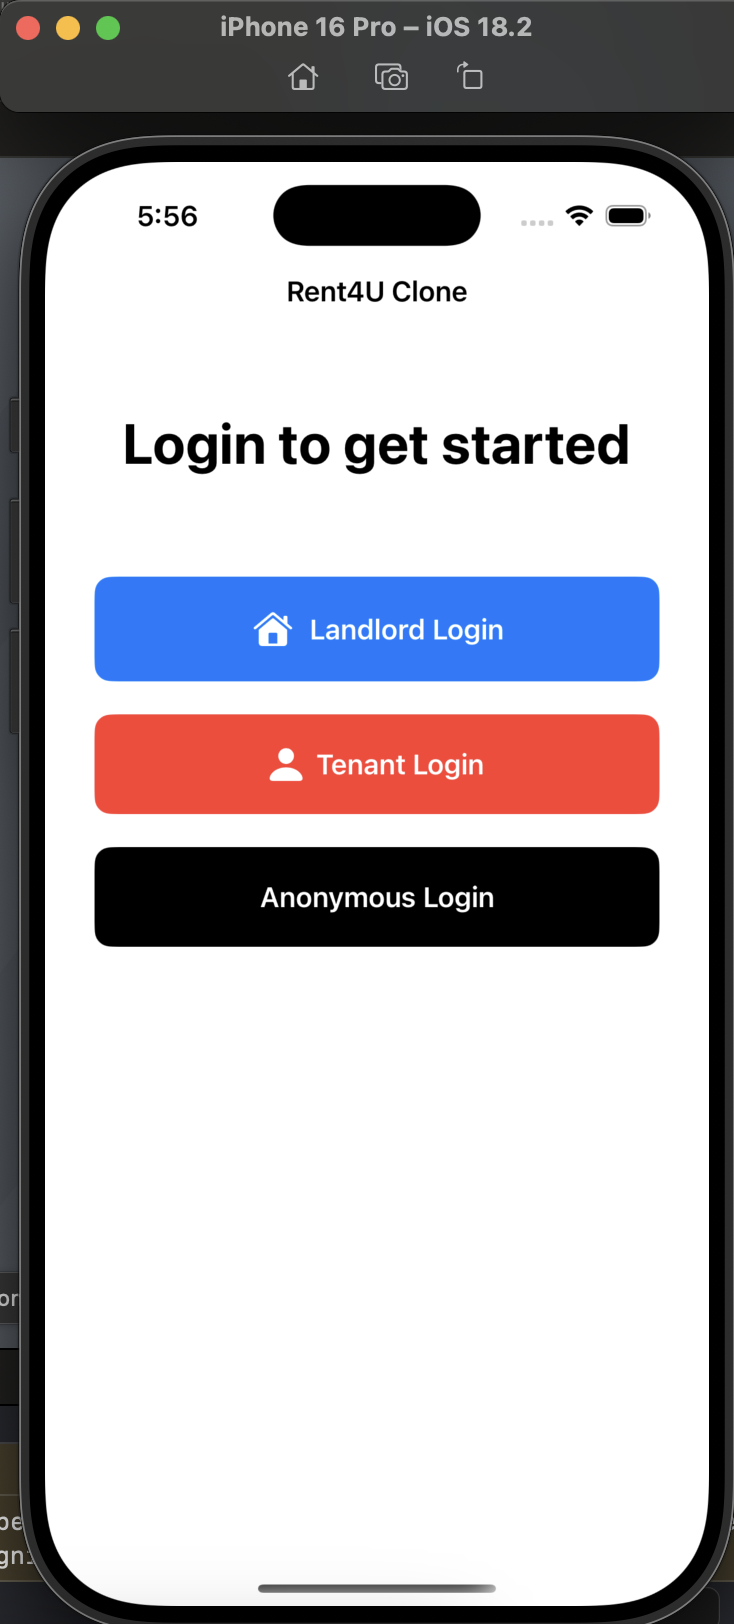 iPhone 16 Pro – iOS 18.2
5:56
Rent4U Clone
Login to get started
Landlord Login
Tenant Login
Anonymous Login